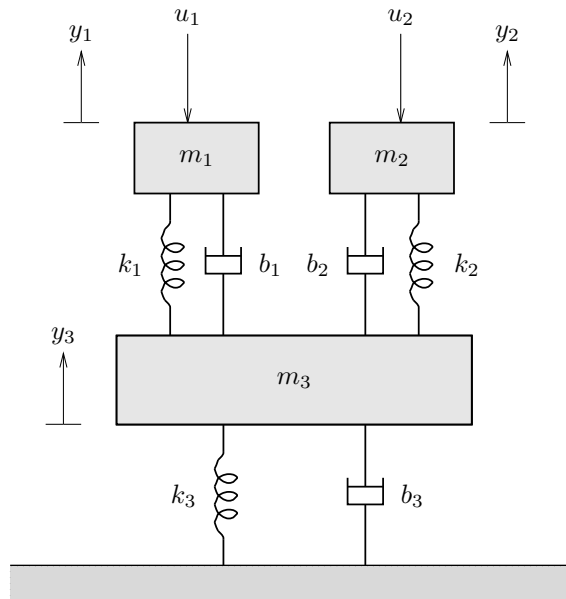 u₁ u₂
y₁ y₂
m₁ m₂
k₁ b₁ b₂ k₂
y₃
m₃
k₃ b₃